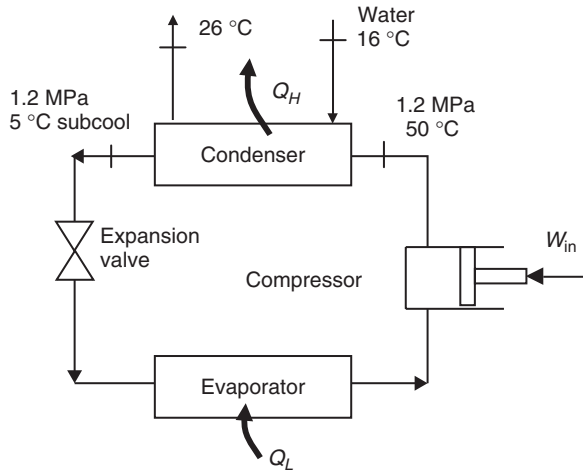 26 °C
Water
16 °C
Q_H
1.2 MPa
5 °C subcool
1.2 MPa
50 °C
Condenser
Expansion
valve
Compressor
W_in
Evaporator
Q_L